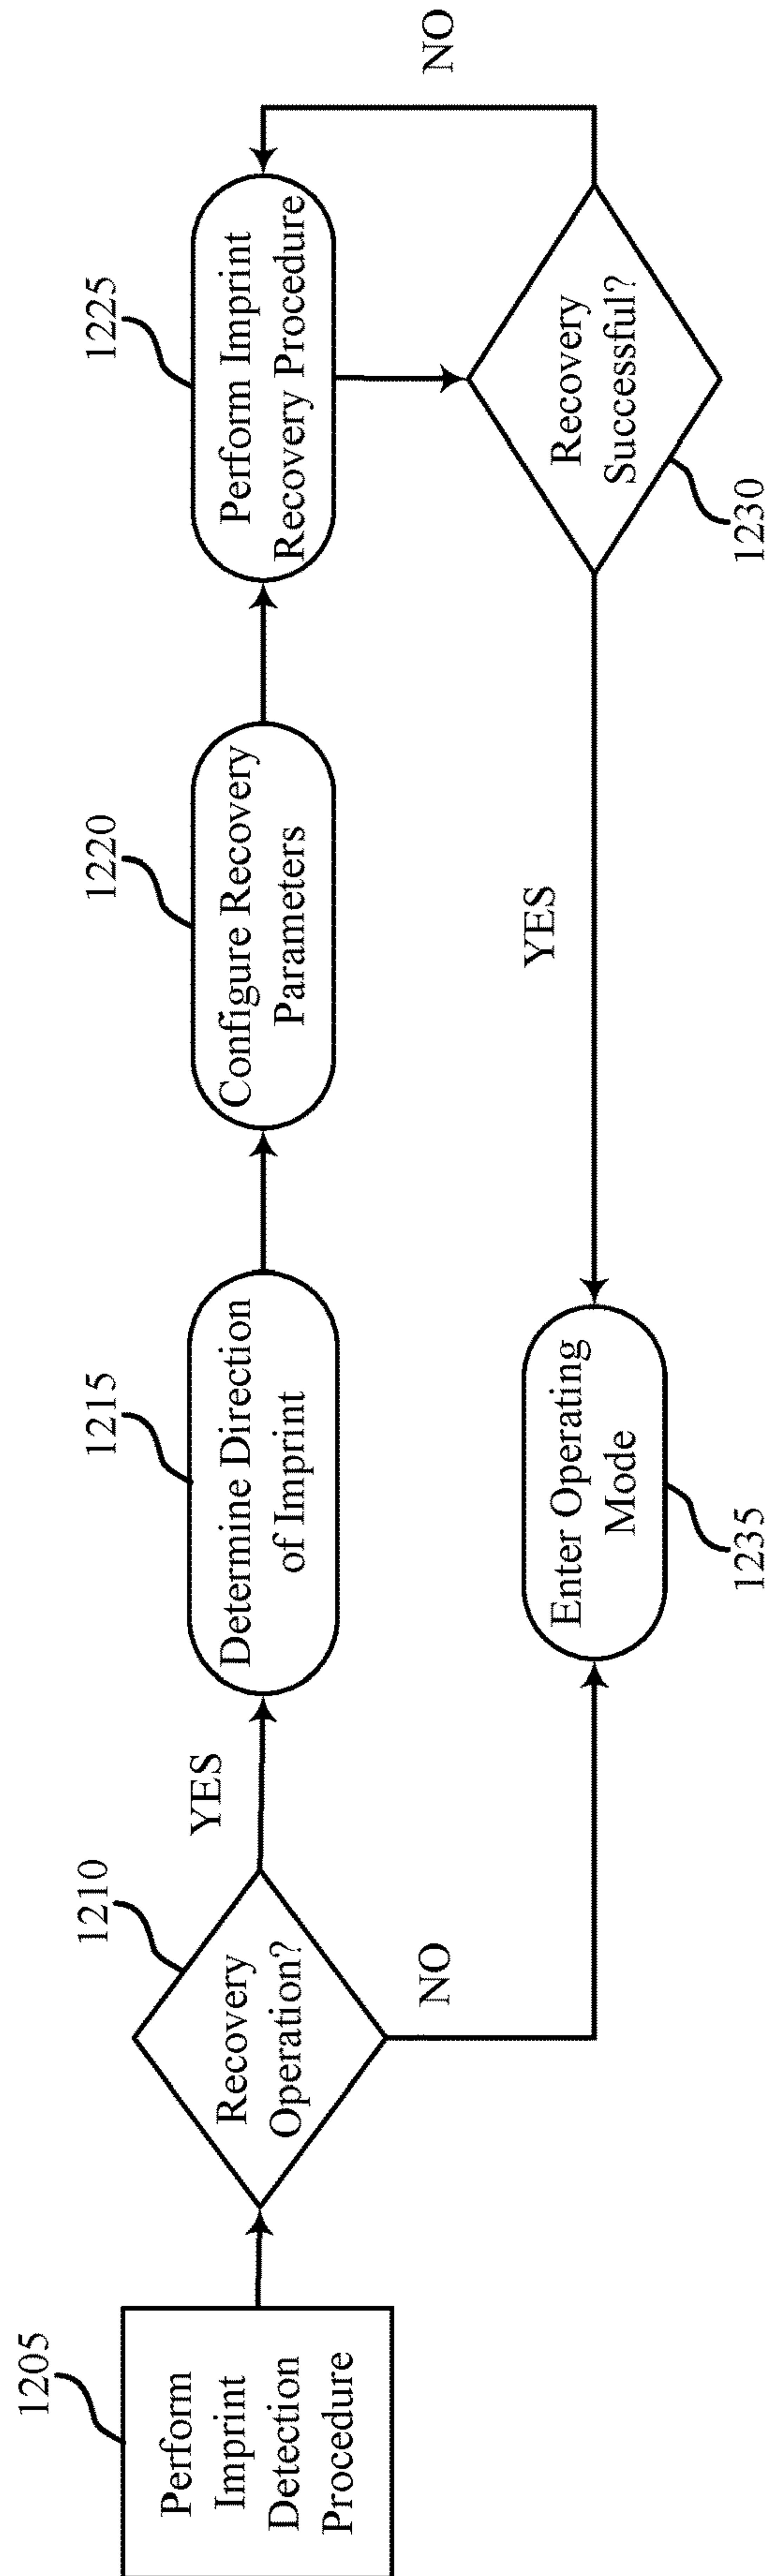 1205
Perform
Imprint
Detection
Procedure
1210
Recovery
Operation?
YES
NO
1215
Determine Direction
of Imprint
1220
Configure Recovery
Parameters
1225
Perform Imprint
Recovery Procedure
NO
Recovery
Successful?
1230
YES
Enter Operating
Mode
1235